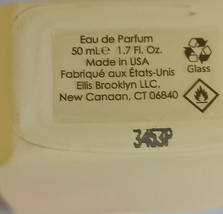 Eau de Parfum
50 mL℮ 1.7 Fl. Oz.
Made in USA
Fabriqué aux États-Unis
Ellis Brooklyn LLC.
New Canaan, CT 06840
Glass
3453P